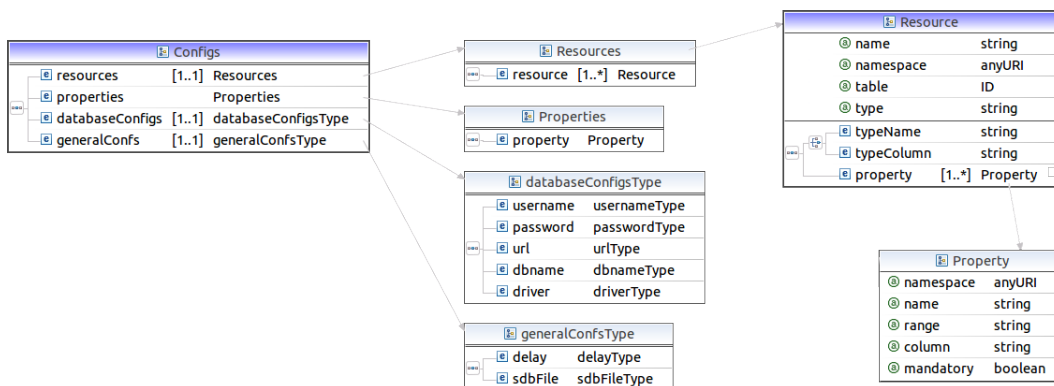 Configs
resources [1..1] Resources
properties Properties
databaseConfigs [1..1] databaseConfigsType
generalConfs [1..1] generalConfsType
Resources
resource [1..*] Resource
Properties
property Property
databaseConfigsType
username usernameType
password passwordType
url urlType
dbname dbnameType
driver driverType
generalConfsType
delay delayType
sdbFile sdbFileType
Resource
name string
namespace anyURI
table ID
type string
typeName string
typeColumn string
property [1..*] Property
Property
namespace anyURI
name string
range string
column string
mandatory boolean